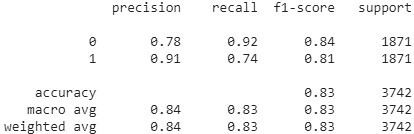 precision recall f1-score support
0 0.78 0.92 0.84 1871
1 0.91 0.74 0.81 1871
accuracy 0.83 3742
macro avg 0.84 0.83 0.83 3742
weighted avg 0.84 0.83 0.83 3742